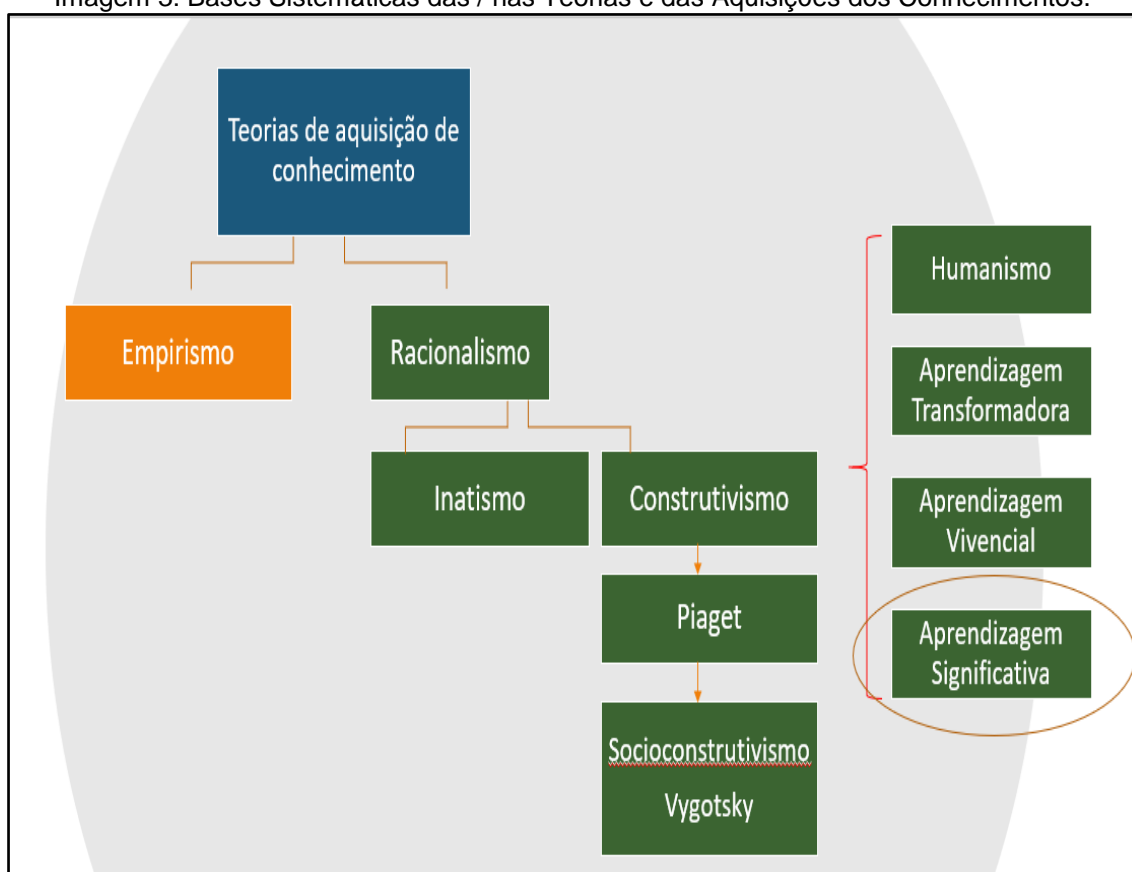 Imagem 3. Bases Sistemáticas das / nas Teorias e das Aquisições dos Conhecimentos.
Teorias de aquisição de
conhecimento
Empirismo
Racionalismo
Inatismo
Construtivismo
Piaget
Socioconstrutivismo
Vygotsky
Humanismo
Aprendizagem
Transformadora
Aprendizagem
Vivencial
Aprendizagem
Significativa